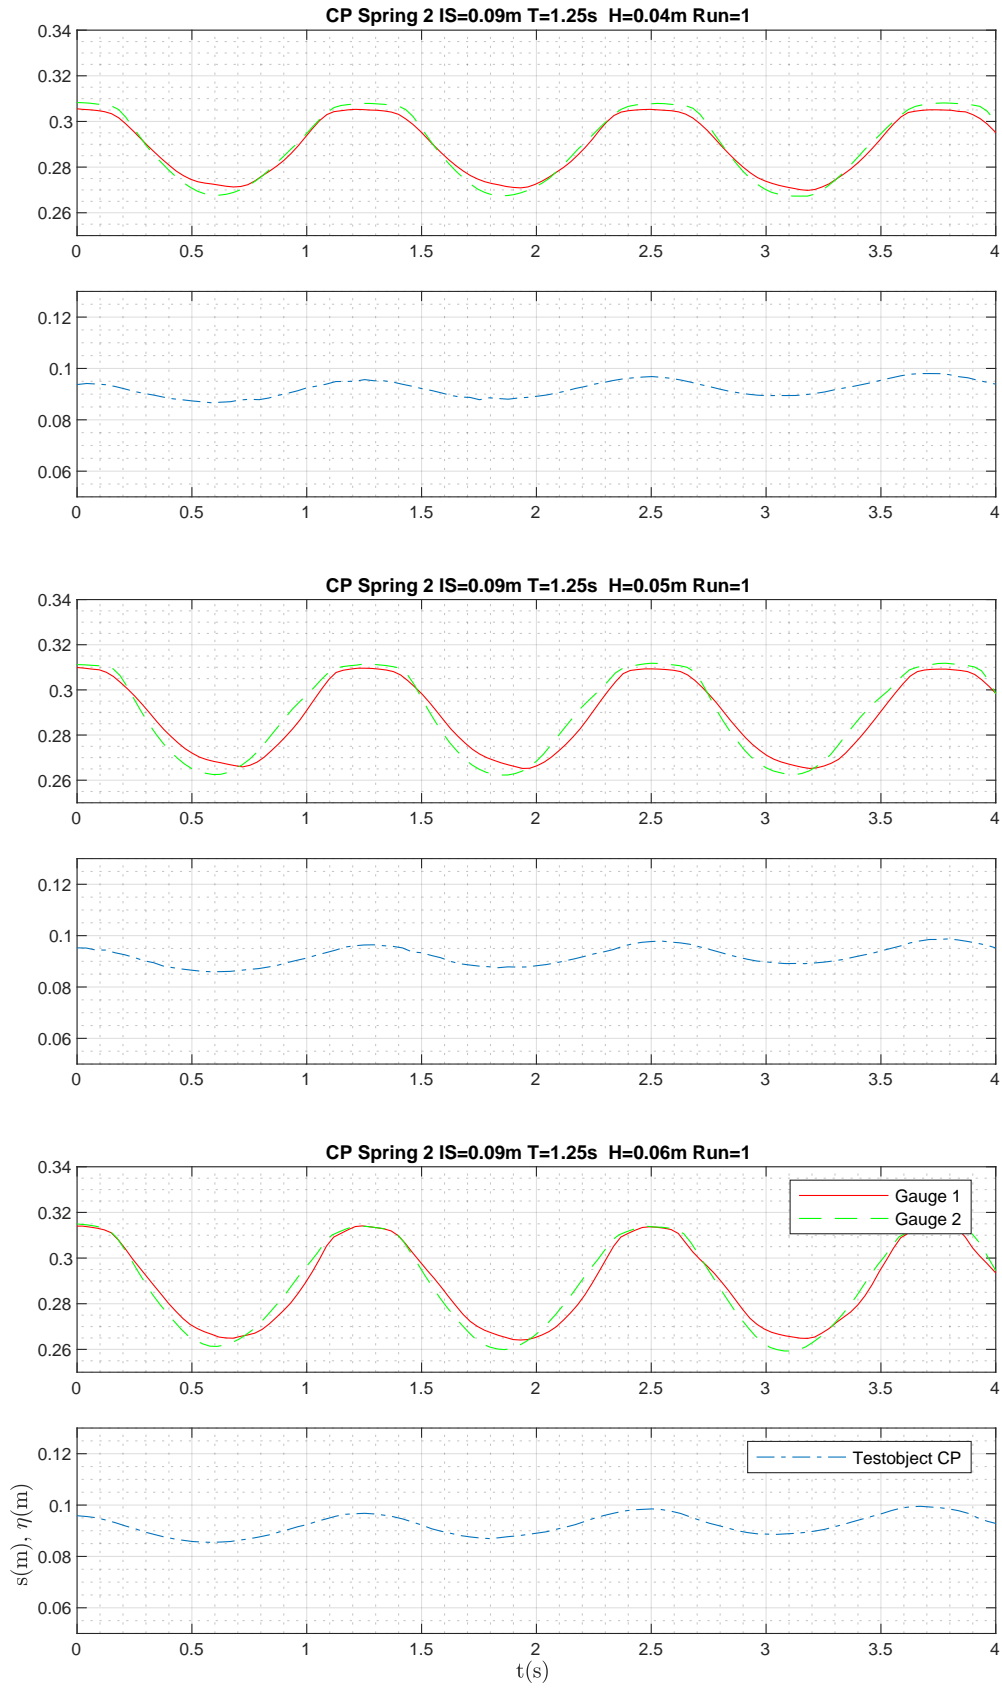 CP Spring 2 IS=0.09m T=1.25s H=0.04m Run=1
0.34
0.32
0.3
0.28
0.26
0 0.5 1 1.5 2 2.5 3 3.5 4
0.12
0.1
0.08
0.06
0 0.5 1 1.5 2 2.5 3 3.5 4
CP Spring 2 IS=0.09m T=1.25s H=0.05m Run=1
0.34
0.32
0.3
0.28
0.26
0 0.5 1 1.5 2 2.5 3 3.5 4
0.12
0.1
0.08
0.06
0 0.5 1 1.5 2 2.5 3 3.5 4
CP Spring 2 IS=0.09m T=1.25s H=0.06m Run=1
0.34
Gauge 1
Gauge 2
0.32
0.3
0.28
0.26
0 0.5 1 1.5 2 2.5 3 3.5 4
Testobject CP
0.12
0.1
0.08
0.06
s(m), η(m)
0 0.5 1 1.5 2 2.5 3 3.5 4
t(s)